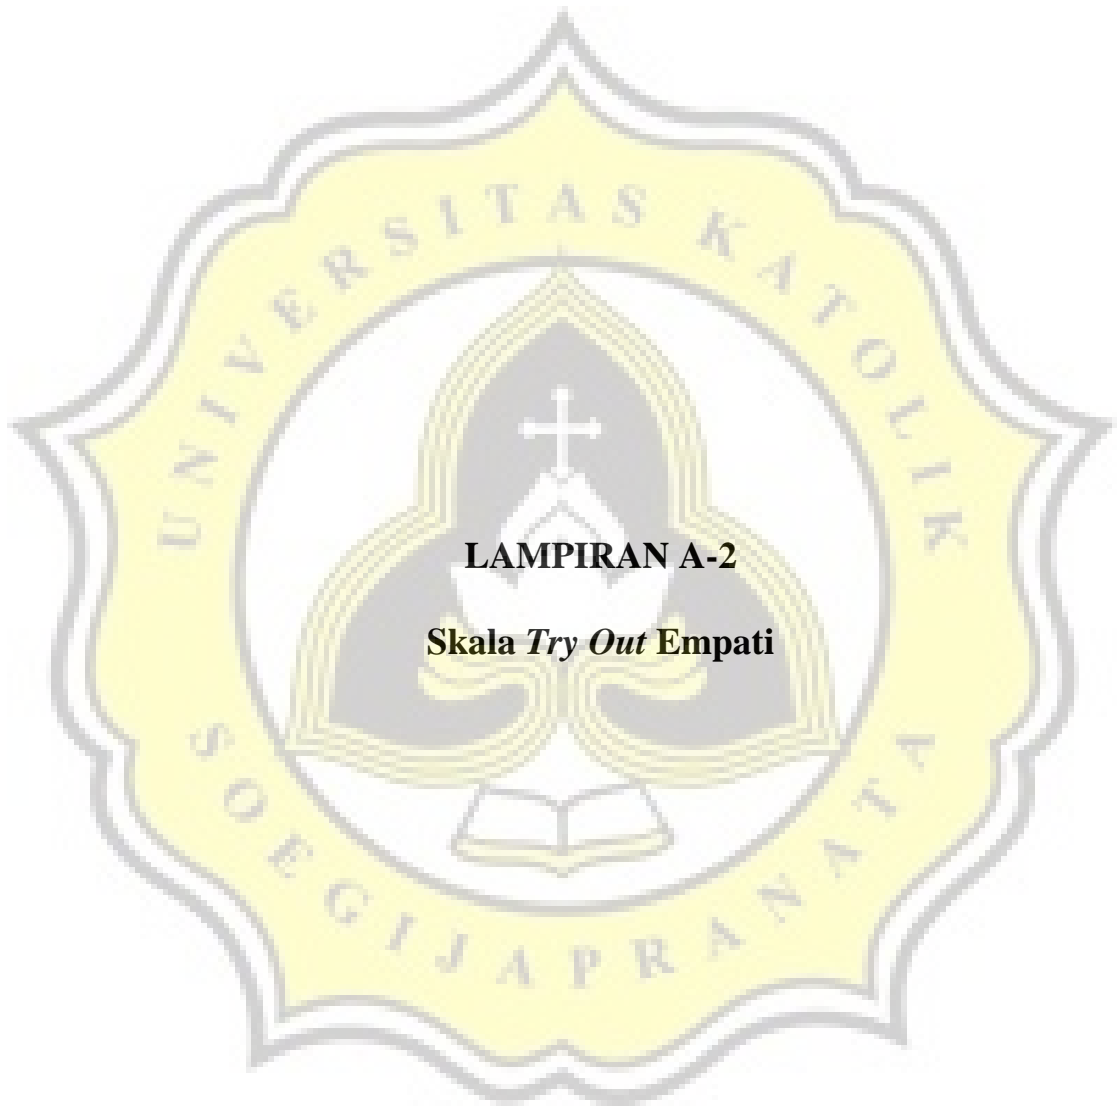 UNIVERSITAS KATOLIK
LAMPIRAN A-2
Skala Try Out Empati
SOEGIJAPRANATA